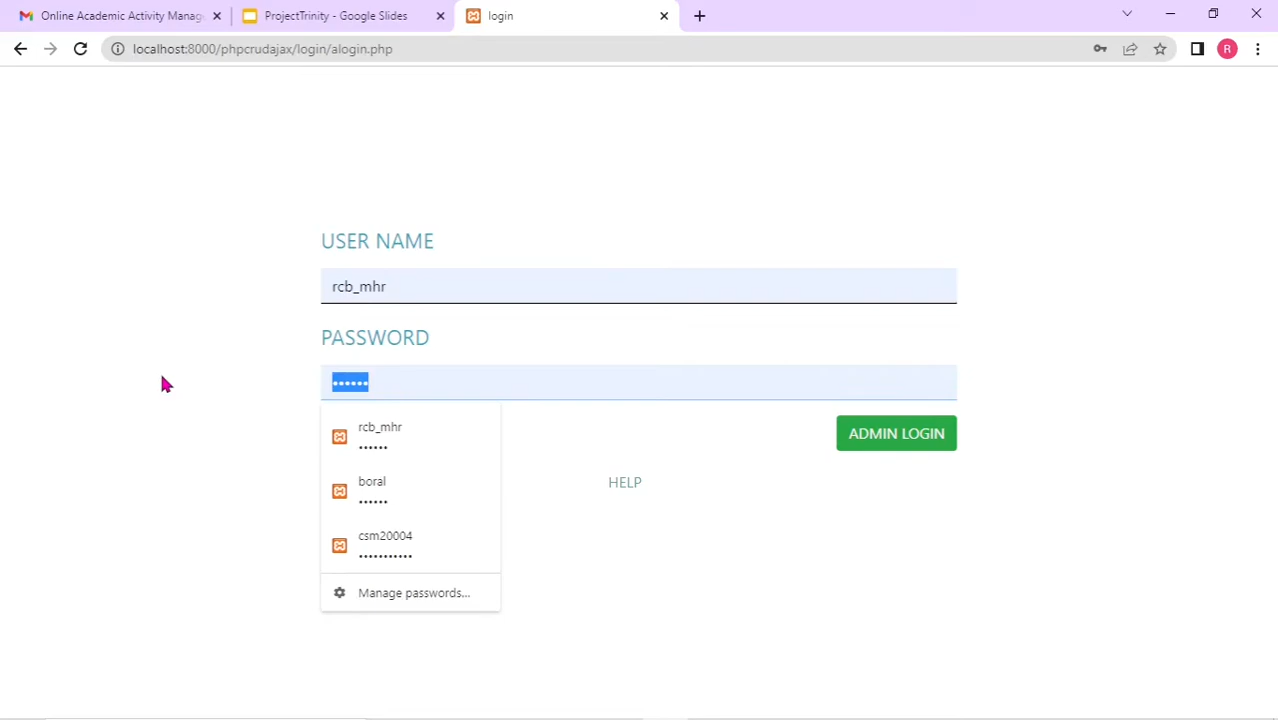 Online Academic Activity Manag
ProjectTrinity - Google Slides
login
localhost:8000/phpcrudajax/login/alogin.php
R
USER NAME
rcb_mhr
PASSWORD
••••••
rcb_mhr
••••••
ADMIN LOGIN
boral
••••••
HELP
csm20004
•••••••••••
Manage passwords...